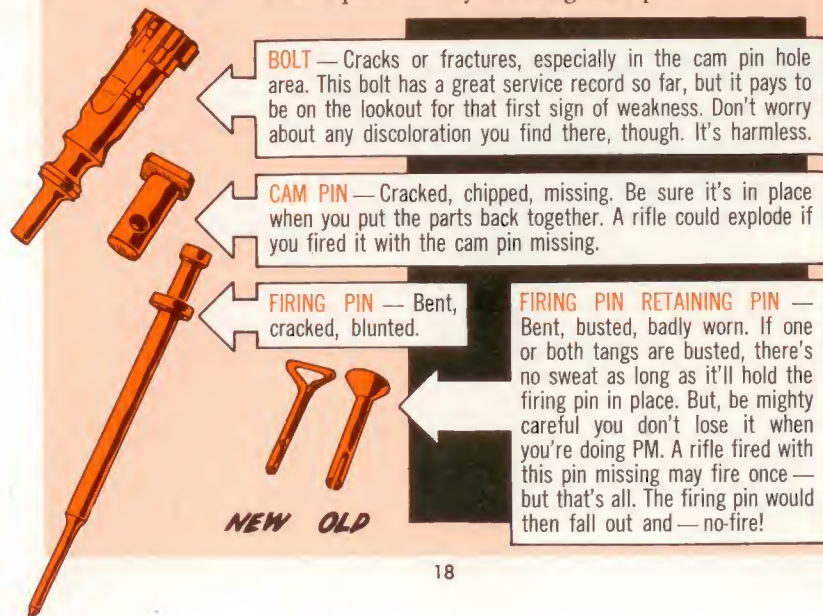 BOLT — Cracks or fractures, especially in the cam pin hole
area. This bolt has a great service record so far, but it pays to
be on the lookout for that first sign of weakness. Don't worry
about any discoloration you find there, though. It's harmless.
CAM PIN — Cracked, chipped, missing. Be sure it's in place
when you put the parts back together. A rifle could explode if
you fired it with the cam pin missing.
FIRING PIN — Bent,
cracked, blunted.
FIRING PIN RETAINING PIN —
Bent, busted, badly worn. If one
or both tangs are busted, there's
no sweat as long as it'll hold the
firing pin in place. But, be mighty
careful you don't lose it when
you're doing PM. A rifle fired with
this pin missing may fire once —
but that's all. The firing pin would
then fall out and — no-fire!
NEW OLD
18